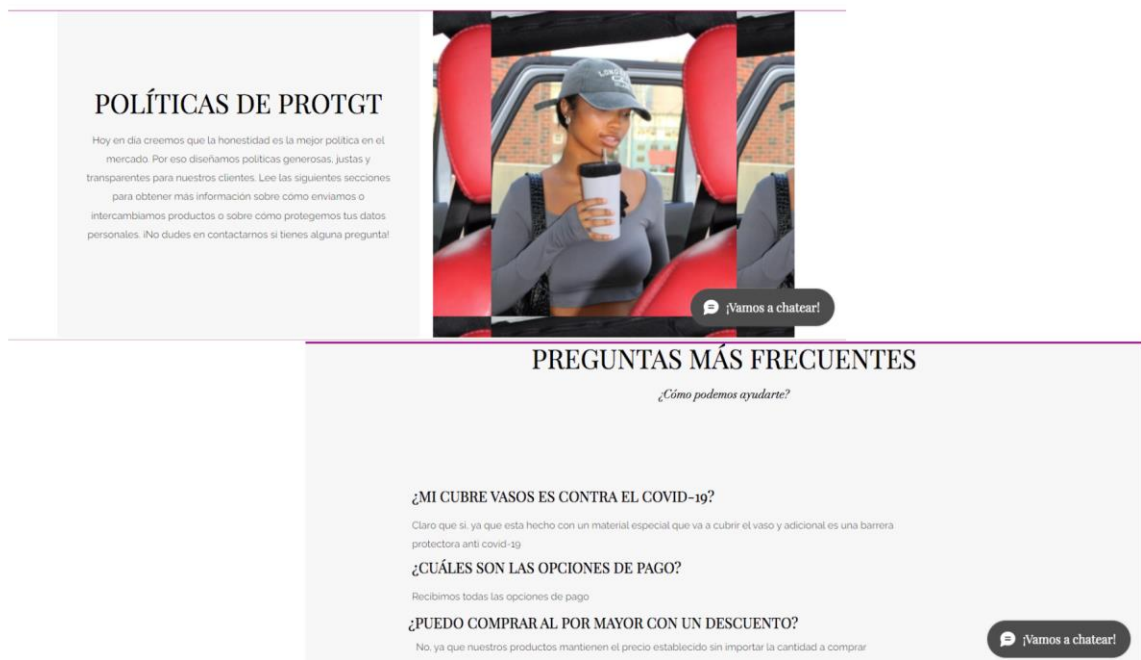 POLÍTICAS DE PROTGT
Hoy en día creemos que la honestidad es la mejor política en el
mercado. Por eso diseñamos políticas generosas, justas y
transparentes para nuestros clientes. Lee las siguientes secciones
para obtener más información sobre cómo enviamos o
intercambiamos productos o sobre cómo protegemos tus datos
personales. ¡No dudes en contactarnos si tienes alguna pregunta!
¡Vamos a chatear!
PREGUNTAS MÁS FRECUENTES
¿Cómo podemos ayudarte?
¿MI CUBRE VASOS ES CONTRA EL COVID-19?
Claro que si, ya que esta hecho con un material especial que va a cubrir el vaso y adicional es una barrera
protectora anti covid-19
¿CUÁLES SON LAS OPCIONES DE PAGO?
Recibimos todas las opciones de pago
¿PUEDO COMPRAR AL POR MAYOR CON UN DESCUENTO?
No, ya que nuestros productos mantienen el precio establecido sin importar la cantidad a comprar
¡Vamos a chatear!